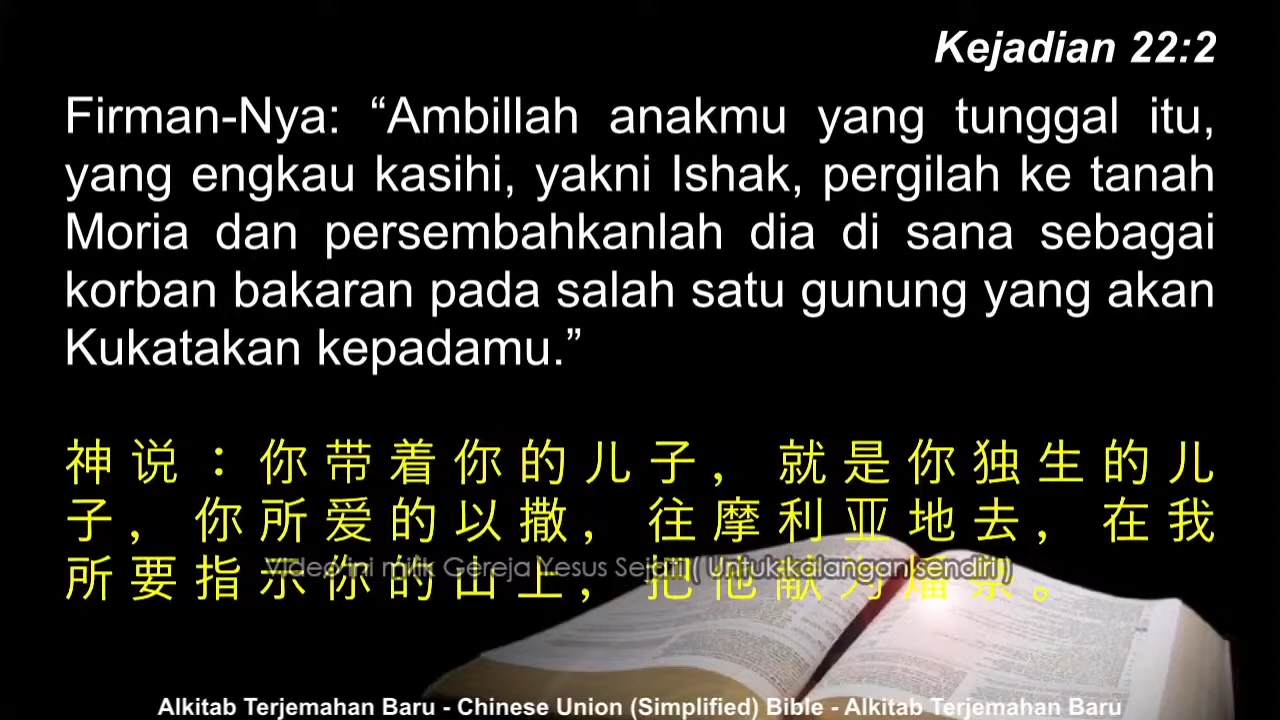 Kejadian 22:2
Firman-Nya: “Ambillah anakmu yang tunggal itu,
yang engkau kasihi, yakni Ishak, pergilah ke tanah
Moria dan persembahkanlah dia di sana sebagai
korban bakaran pada salah satu gunung yang akan
Kukatakan kepadamu.”
神说：你带着你的儿子，就是你独生的儿
子，你所爱的以撒，往摩利亚地去，在我
所要指示你的山上，把他献为燔祭。
Video ini milik Gereja Yesus Sejati ( Untuk kalangan sendiri )
Alkitab Terjemahan Baru - Chinese Union (Simplified) Bible - Alkitab Terjemahan Baru